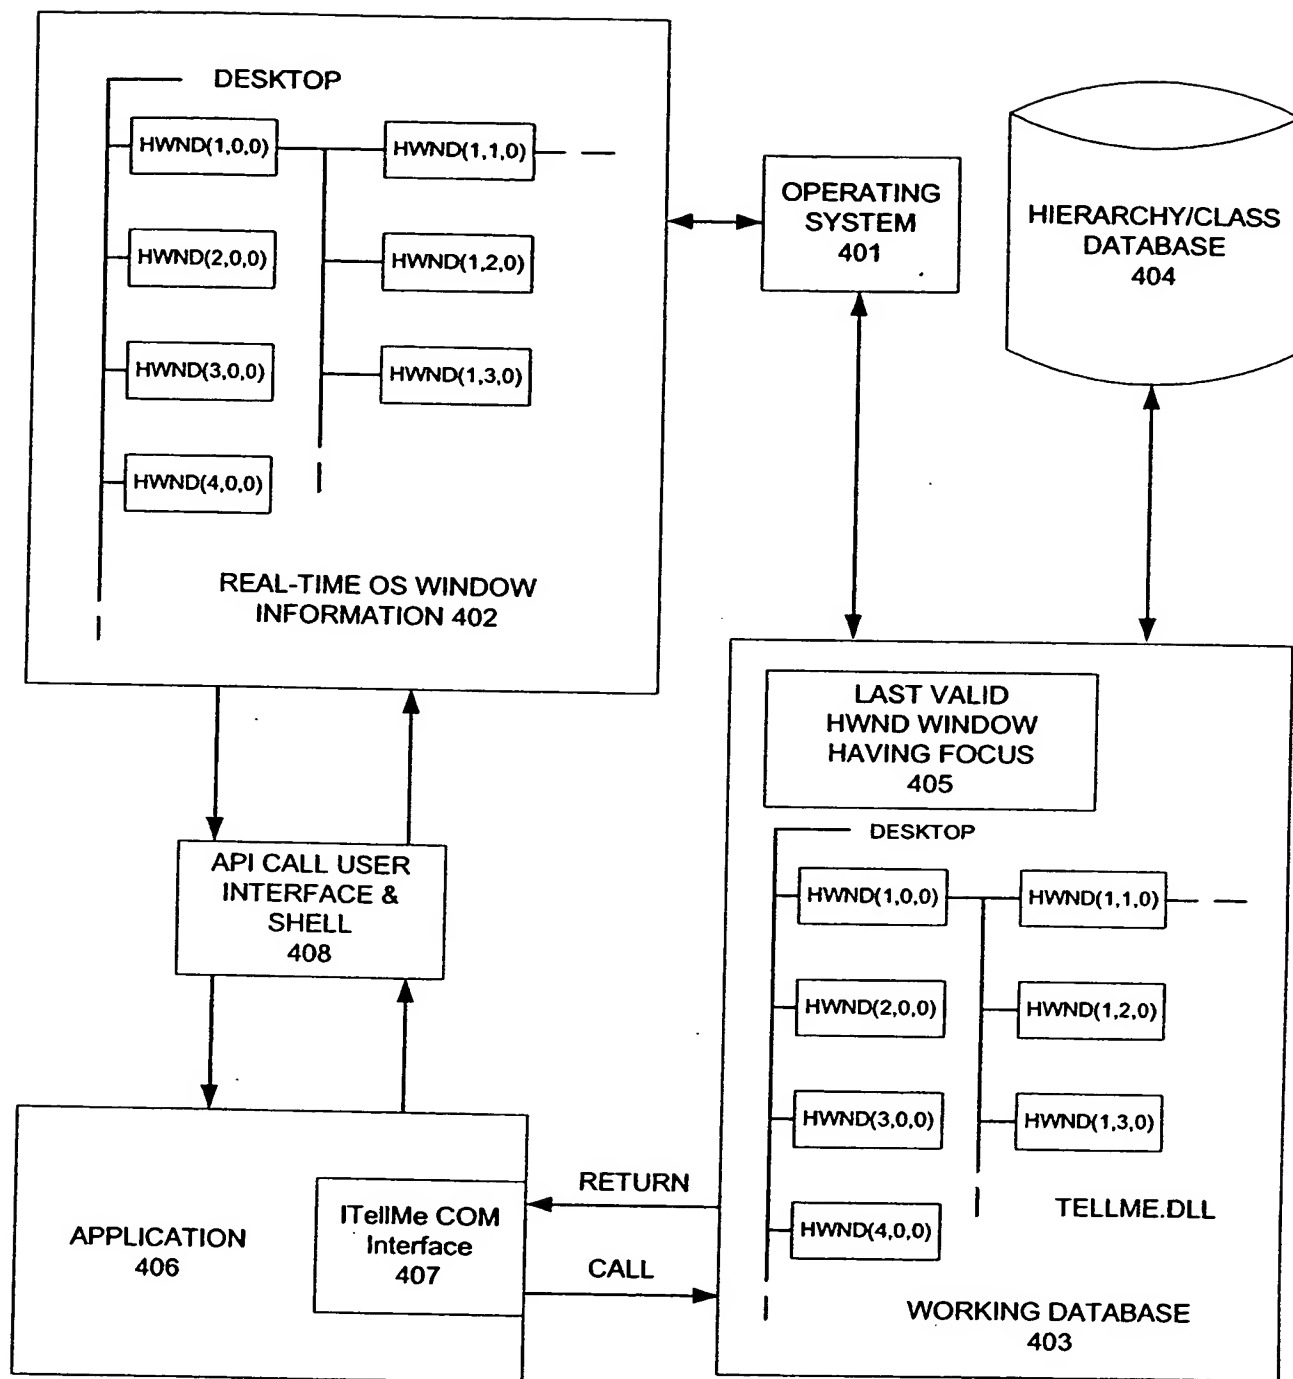 DESKTOP
HWND(1,0,0)
HWND(1,1,0)
HWND(2,0,0)
HWND(1,2,0)
HWND(3,0,0)
HWND(1,3,0)
HWND(4,0,0)
REAL-TIME OS WINDOW
INFORMATION 402
OPERATING
SYSTEM
401
HIERARCHY/CLASS
DATABASE
404
LAST VALID
HWND WINDOW
HAVING FOCUS
405
DESKTOP
HWND(1,0,0)
HWND(1,1,0)
HWND(2,0,0)
HWND(1,2,0)
HWND(3,0,0)
HWND(1,3,0)
HWND(4,0,0)
TELLME.DLL
WORKING DATABASE
403
API CALL USER
INTERFACE &
SHELL
408
APPLICATION
406
ITellMe COM
Interface
407
RETURN
CALL